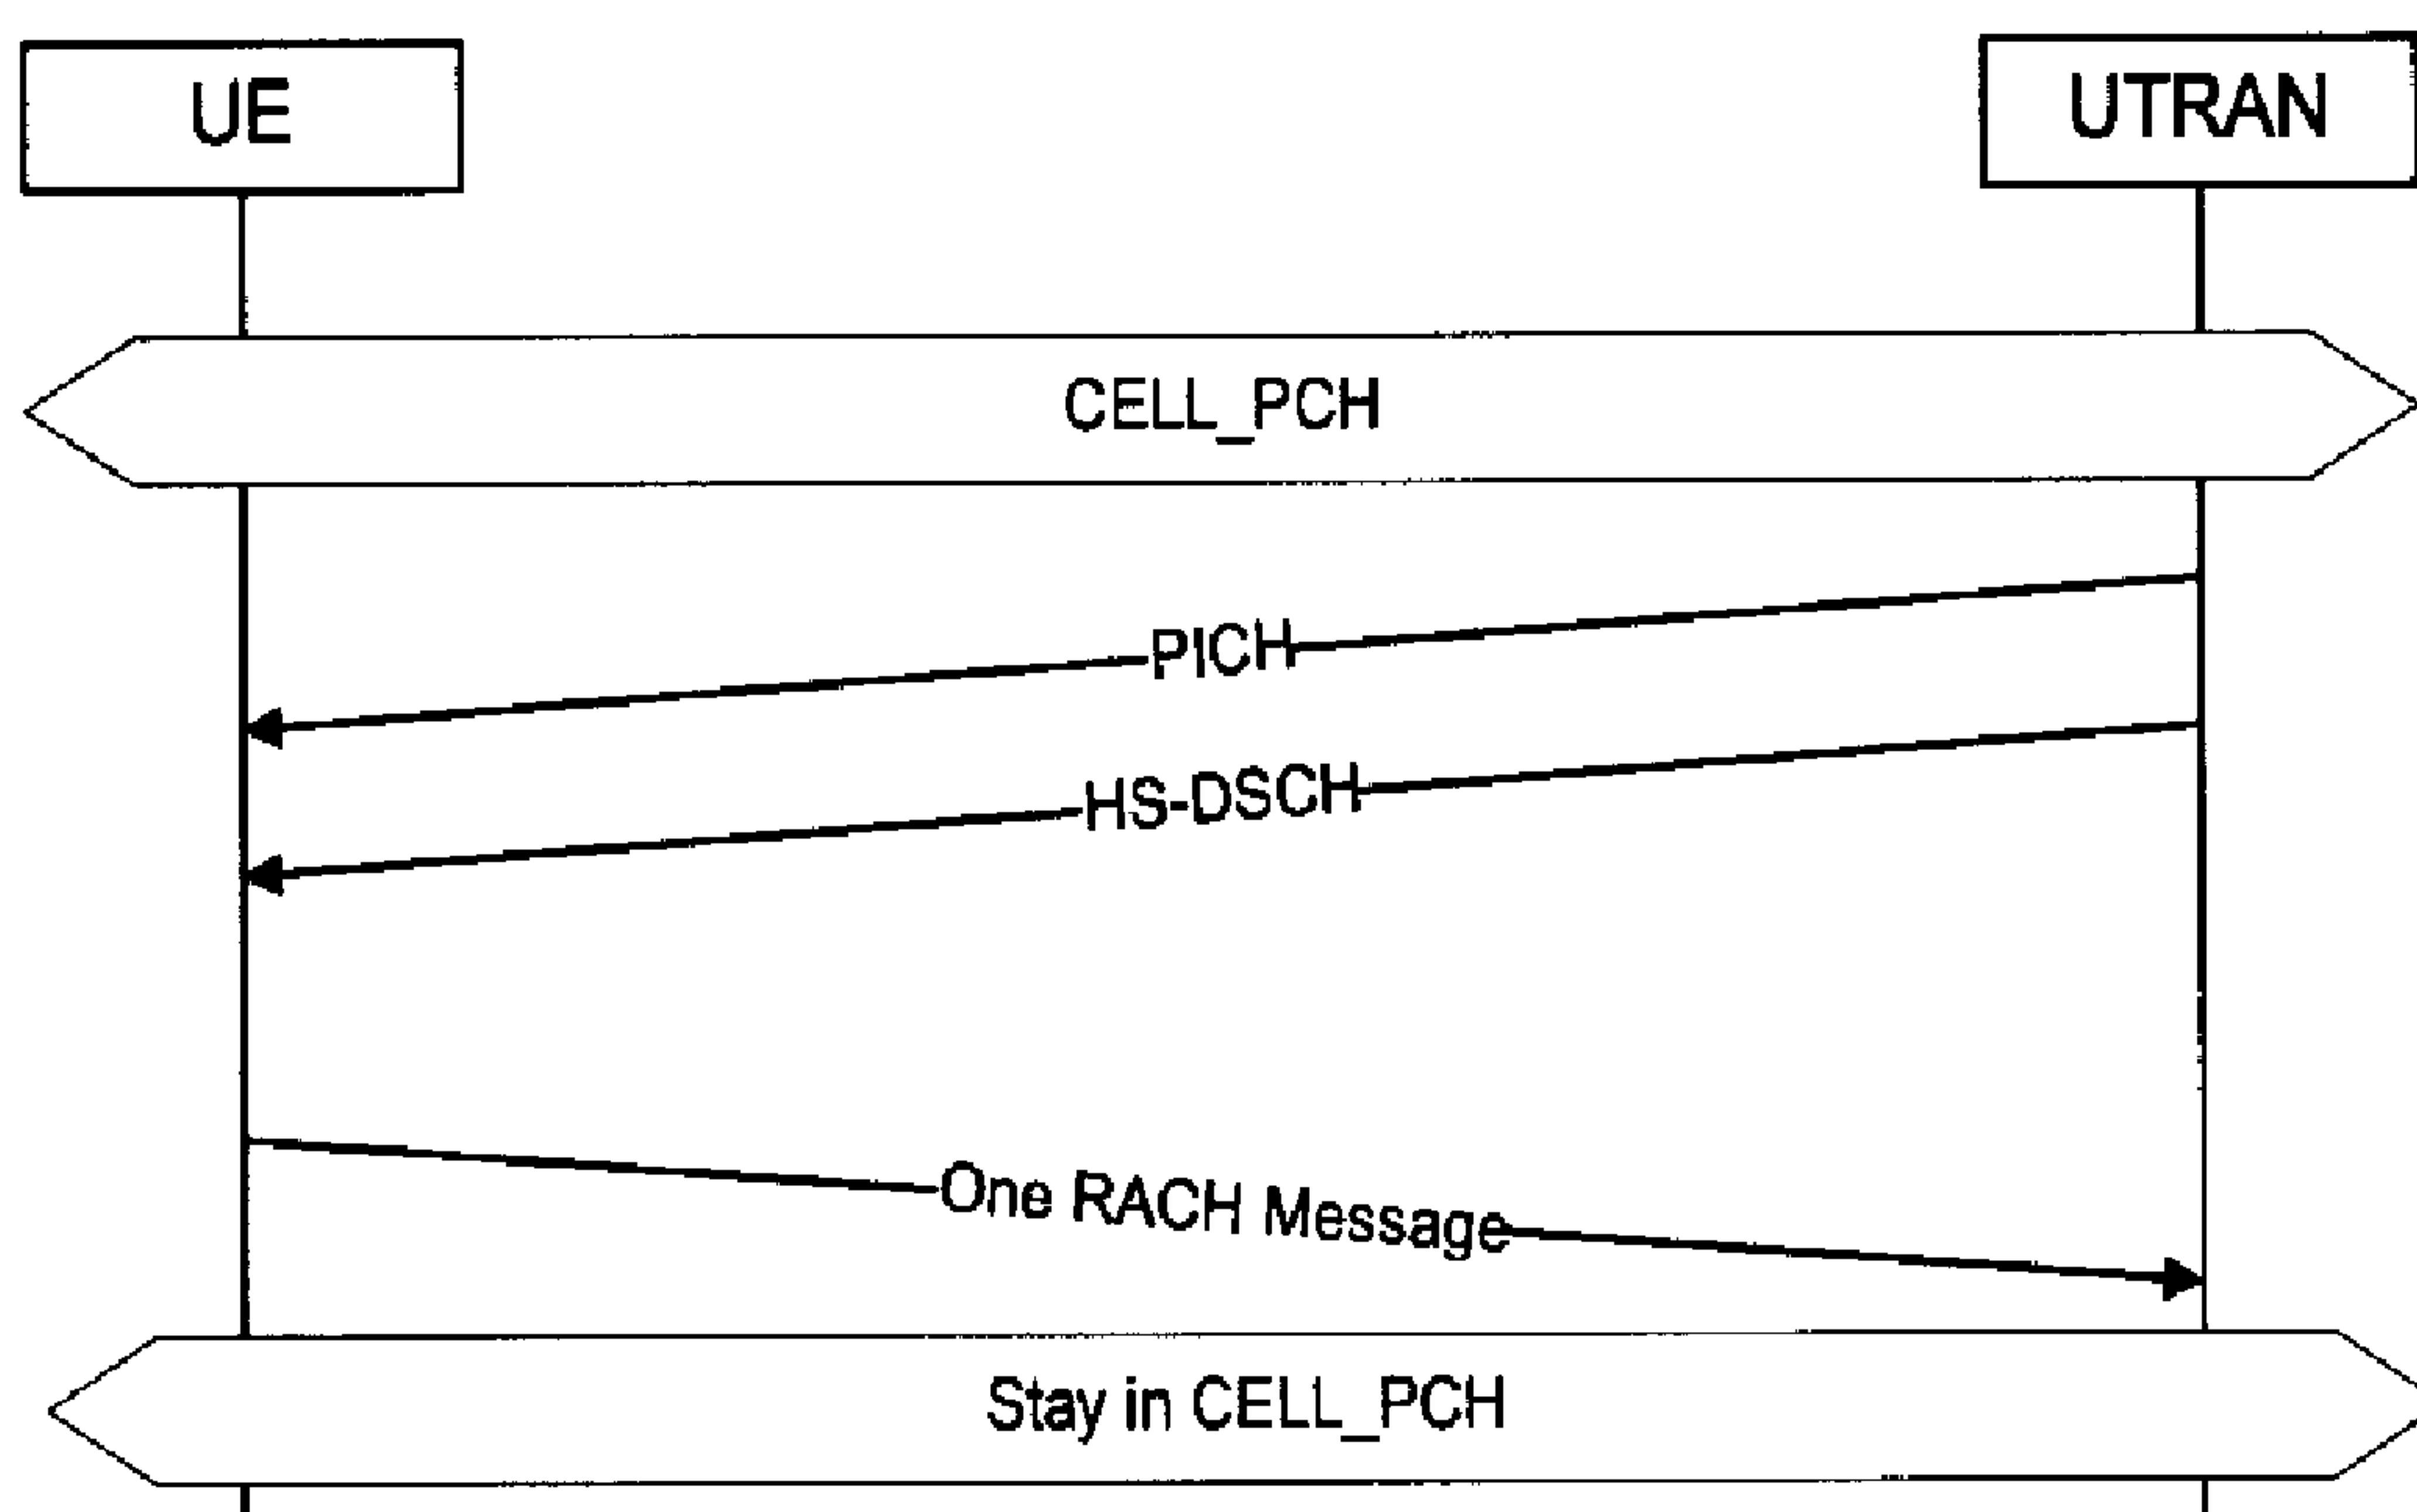 UE
UTRAN
CELL_PCH
PICH
HS-DSCH
One RACH Message
Stay in CELL_PCH